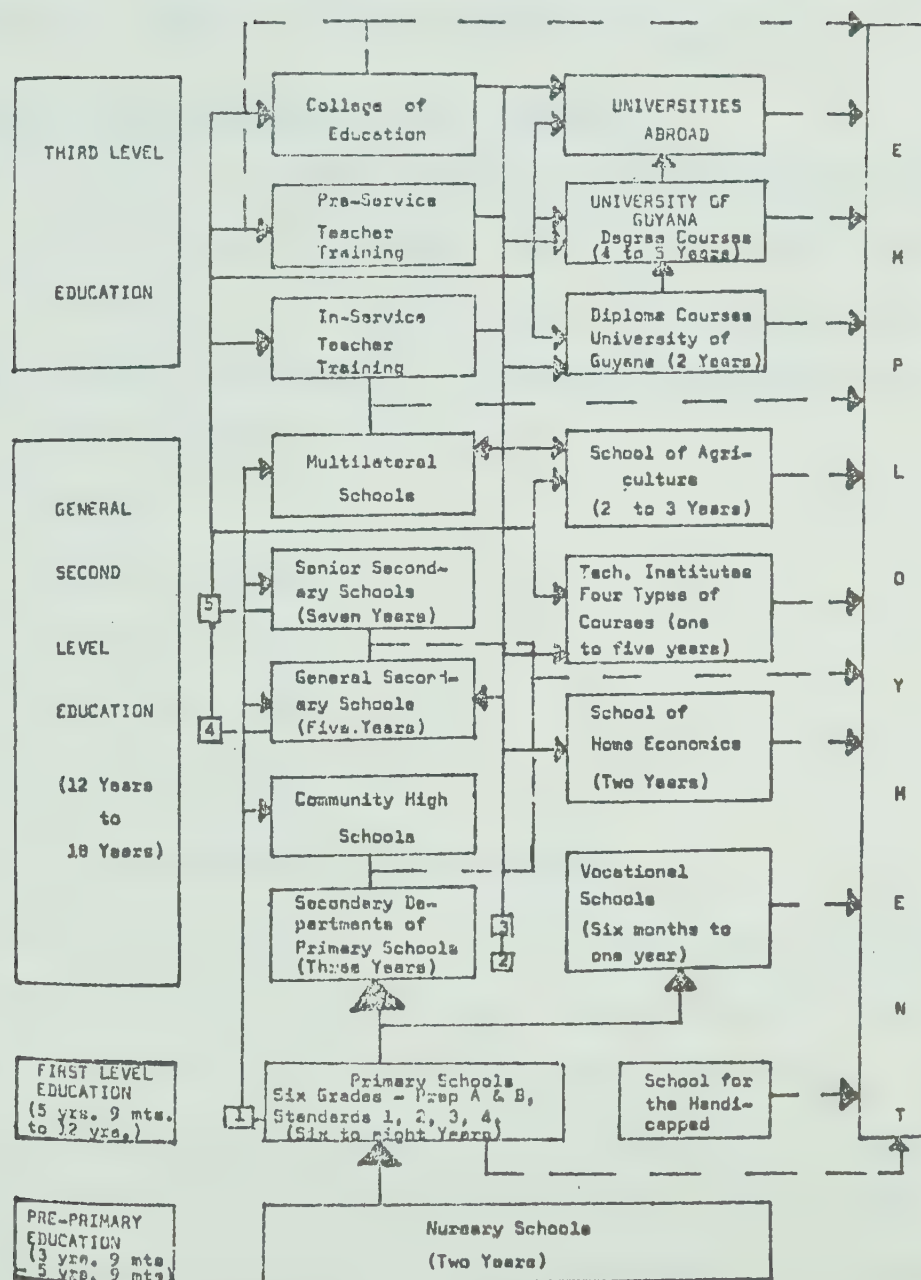 THIRD LEVEL
EDUCATION
College of
Education
UNIVERSITIES
ABROAD
Pre-Service
Teacher
Training
UNIVERSITY OF
GUYANA
Degree Courses
(4 to 5 Years)
In-Service
Teacher
Training
Diploma Courses
University of
Guyana (2 Years)
GENERAL
SECOND
LEVEL
EDUCATION
(12 Years
to
18 Years)
Multilateral
Schools
School of Agri-
culture
(2 to 3 Years)
Senior Second-
ary Schools
(Seven Years)
5
Tech. Institutes
Four Types of
Courses (one
to five years)
General Second-
ary Schools
(Five Years)
4
School of
Home Economics
(Two Years)
Community High
Schools
Secondary De-
partments of
Primary Schools
(Three Years)
3
2
Vocational
Schools
(Six months to
one year)
FIRST LEVEL
EDUCATION
(5 yrs. 9 mts.
to 12 yrs.)
1
Primary Schools
Six Grades - Prep A & B,
Standards 1, 2, 3, 4,
(Six to eight Years)
School for
the Handi-
capped
PRE-PRIMARY
EDUCATION
(3 yrs. 9 mts
- 5 yrs. 9 mts)
Nursery Schools
(Two Years)
E
M
P
L
O
Y
M
E
N
T